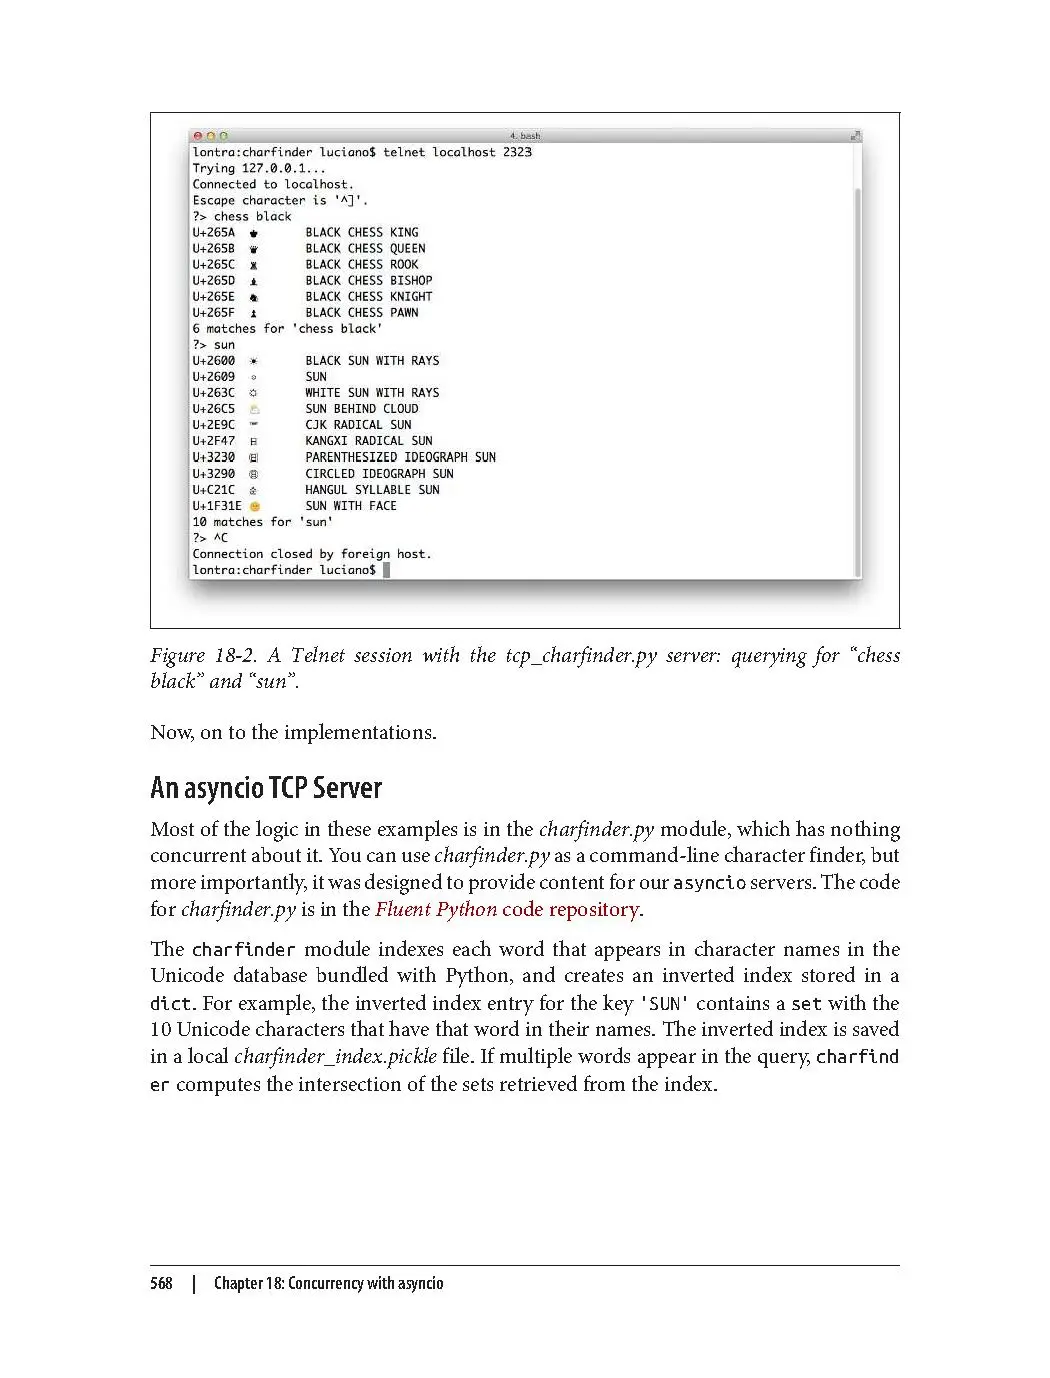 4. bash
lontra:charfinder luciano$ telnet localhost 2323
Trying 127.0.0.1...
Connected to localhost.
Escape character is '^]'.
?> chess black
U+265A ♚ BLACK CHESS KING
U+265B ♛ BLACK CHESS QUEEN
U+265C ♜ BLACK CHESS ROOK
U+265D ♝ BLACK CHESS BISHOP
U+265E ♞ BLACK CHESS KNIGHT
U+265F ♟ BLACK CHESS PAWN
6 matches for 'chess black'
?> sun
U+2600 ☀ BLACK SUN WITH RAYS
U+2609 ☉ SUN
U+263C ☼ WHITE SUN WITH RAYS
U+26C5 ⛅ SUN BEHIND CLOUD
U+2E9C CJK RADICAL SUN
U+2F47 ⽇ KANGXI RADICAL SUN
U+3230 ㈰ PARENTHESIZED IDEOGRAPH SUN
U+3290 ㊐ CIRCLED IDEOGRAPH SUN
U+C21C 순 HANGUL SYLLABLE SUN
U+1F31E 🌞 SUN WITH FACE
10 matches for 'sun'
?> ^C
Connection closed by foreign host.
lontra:charfinder luciano$
Figure 18-2. A Telnet session with the tcp_charfinder.py server: querying for “chess
black” and “sun”.
Now, on to the implementations.
An asyncio TCP Server
Most of the logic in these examples is in the charfinder.py module, which has nothing
concurrent about it. You can use charfinder.py as a command-line character finder, but
more importantly, it was designed to provide content for our asyncio servers. The code
for charfinder.py is in the Fluent Python code repository.
The charfinder module indexes each word that appears in character names in the
Unicode database bundled with Python, and creates an inverted index stored in a
dict. For example, the inverted index entry for the key 'SUN' contains a set with the
10 Unicode characters that have that word in their names. The inverted index is saved
in a local charfinder_index.pickle file. If multiple words appear in the query, charfind
er computes the intersection of the sets retrieved from the index.
568 | Chapter 18: Concurrency with asyncio